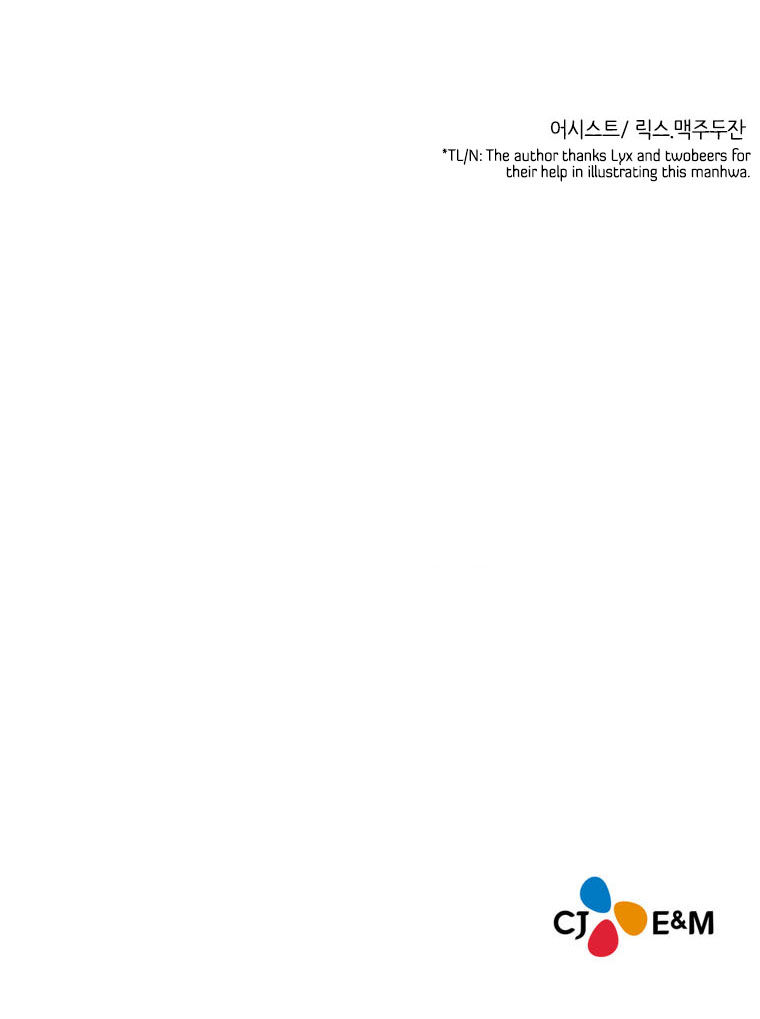 어시스트/ 릭스.맥주두잔
*TL/N: The author thanks Lyx and twobeers for
their help in illustrating this manhwa.
CJ E&M